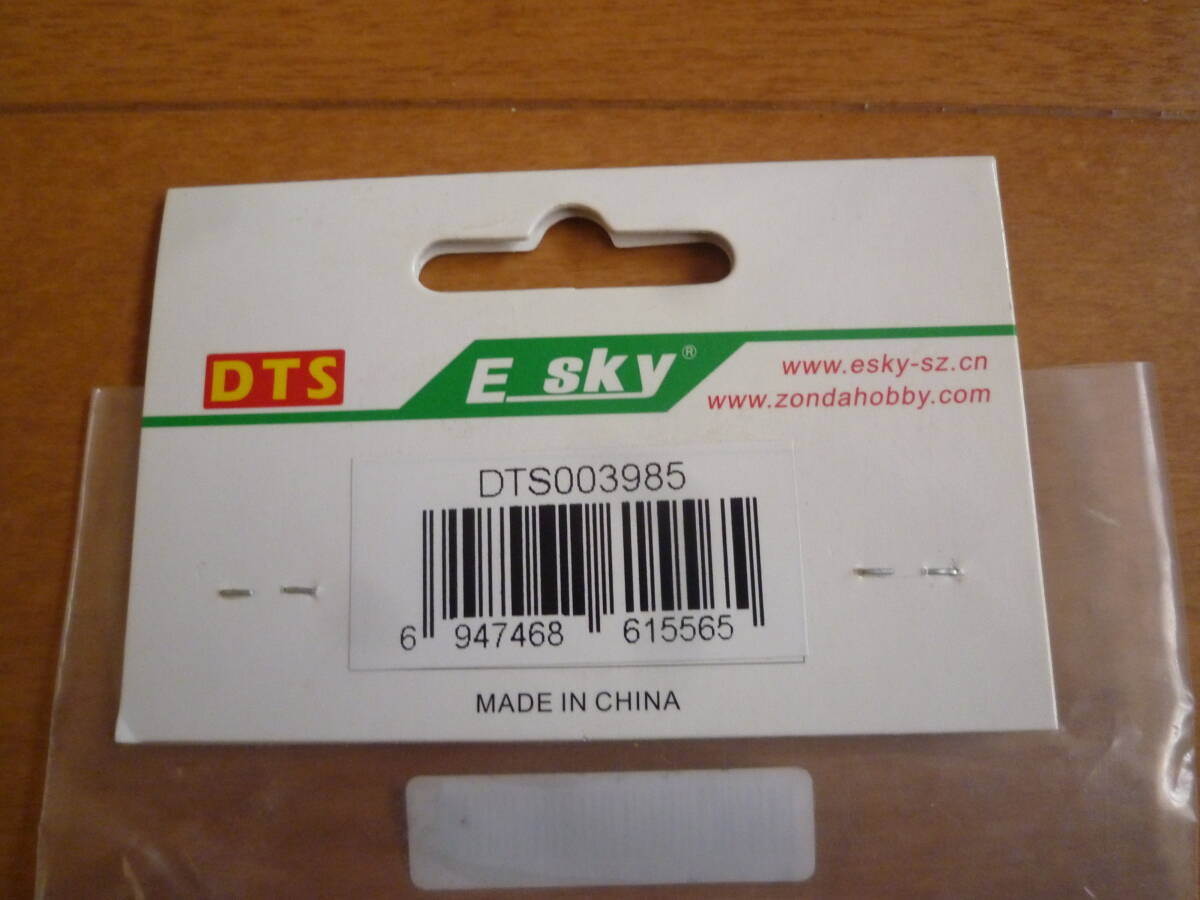 DTS E_sky® www.esky-sz.cn
www.zondahobby.com
DTS003985
6 947468 615565
MADE IN CHINA